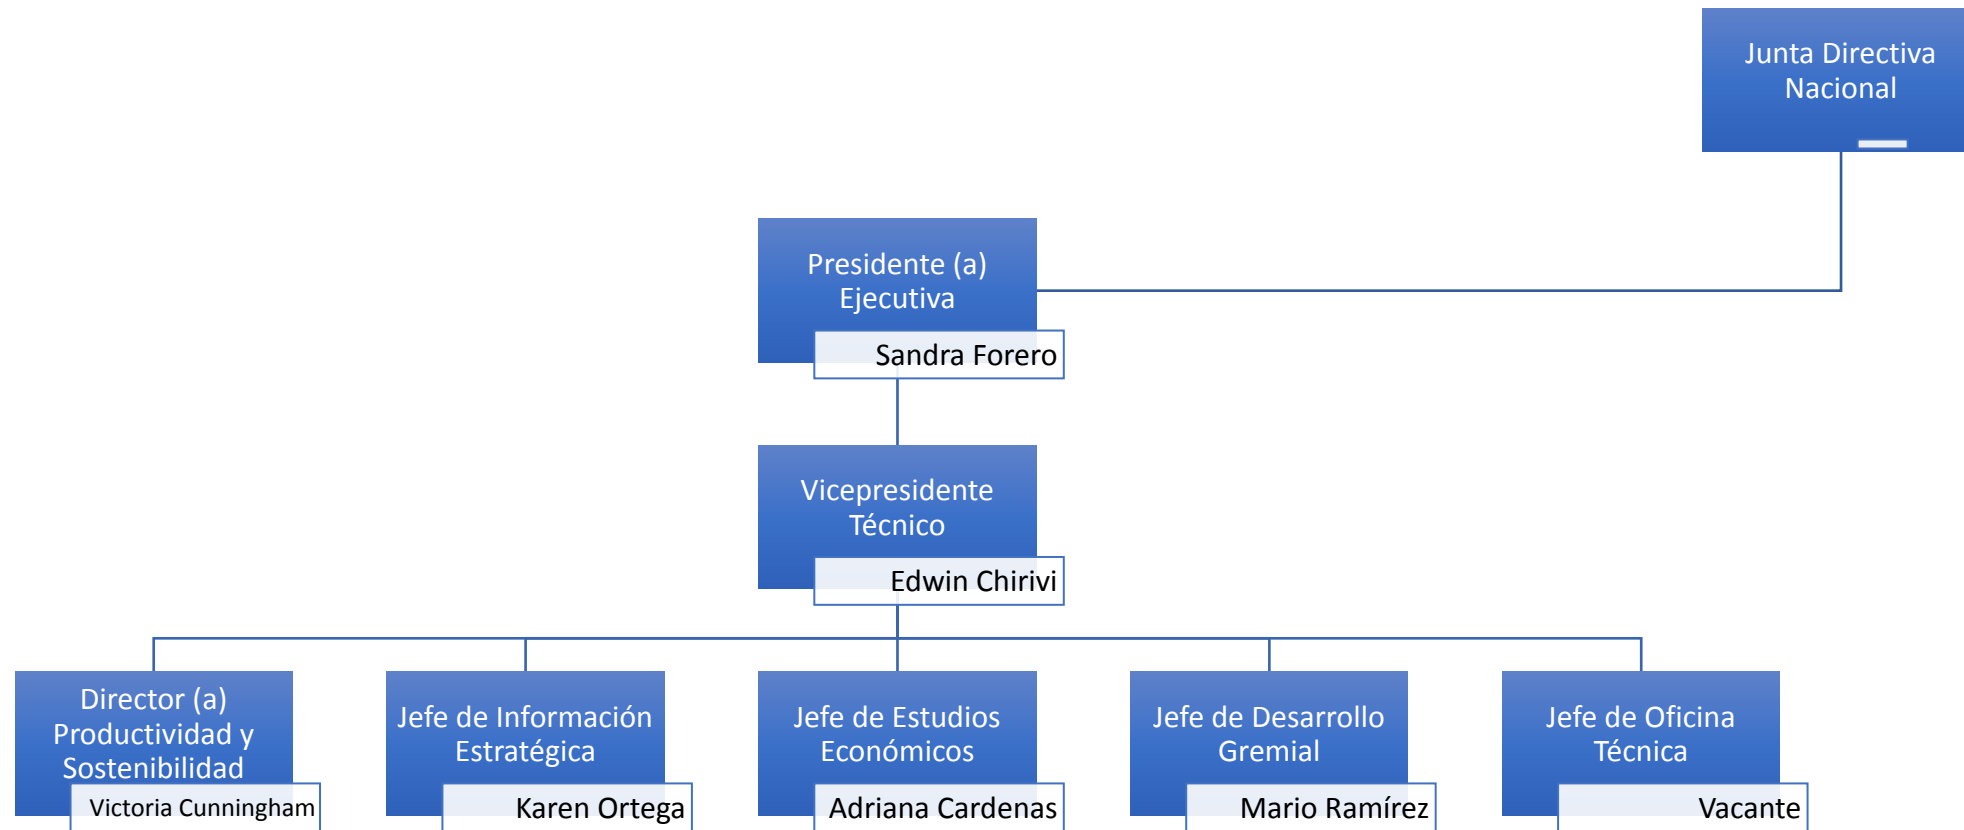 Junta Directiva
Nacional
Presidente (a)
Ejecutiva
Sandra Forero
Vicepresidente
Técnico
Edwin Chirivi
Director (a)
Productividad y
Sostenibilidad
Victoria Cunningham
Jefe de Información
Estratégica
Karen Ortega
Jefe de Estudios
Económicos
Adriana Cardenas
Jefe de Desarrollo
Gremial
Mario Ramírez
Jefe de Oficina
Técnica
Vacante